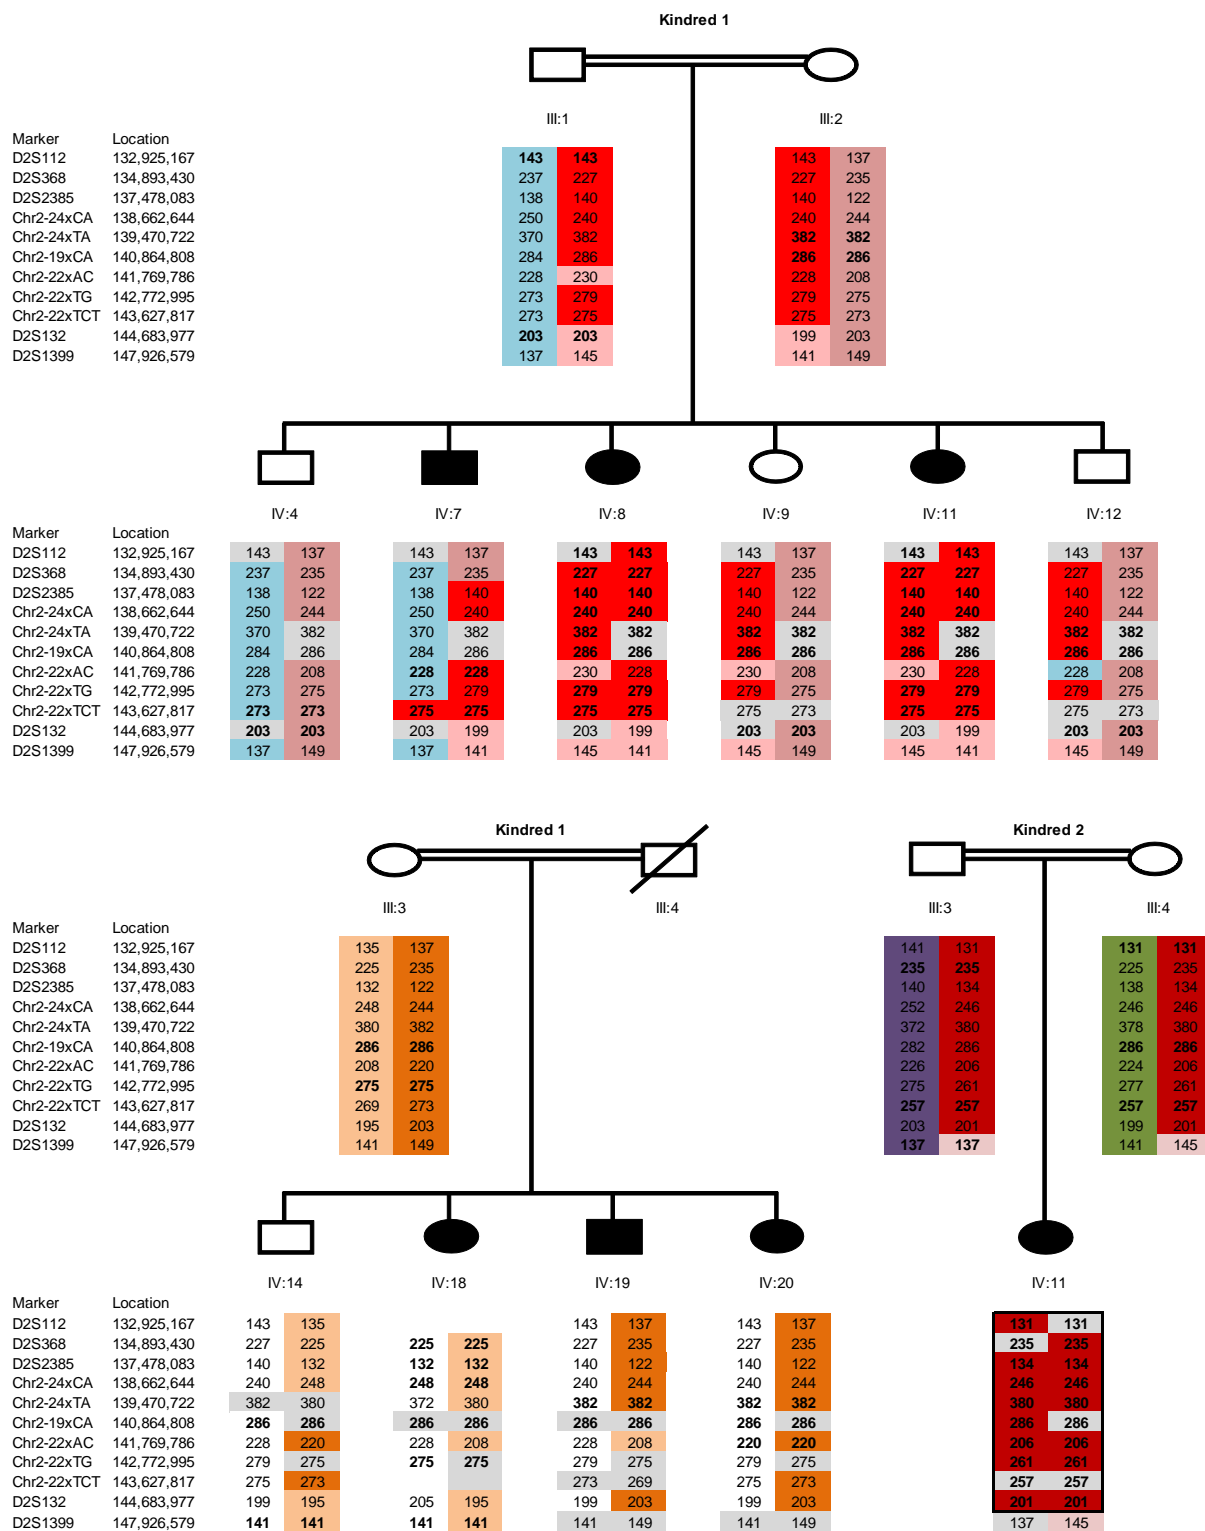 Kindred 1
III:1 III:2
Marker Location
D2S112 132,925,167 143 143 143 137
D2S368 134,893,430 237 227 227 235
D2S2385 137,478,083 138 140 140 122
Chr2-24xCA 138,662,644 250 240 240 244
Chr2-24xTA 139,470,722 370 382 382 382
Chr2-19xCA 140,864,808 284 286 286 286
Chr2-22xAC 141,769,786 228 230 228 208
Chr2-22xTG 142,772,995 273 279 279 275
Chr2-22xTCT 143,627,817 273 275 275 273
D2S132 144,683,977 203 203 199 203
D2S1399 147,926,579 137 145 141 149
IV:4 IV:7 IV:8 IV:9 IV:11 IV:12
Marker Location
D2S112 132,925,167 143 137 143 137 143 143 143 137 143 143 143 137
D2S368 134,893,430 237 235 237 235 227 227 227 235 227 227 227 235
D2S2385 137,478,083 138 122 138 140 140 140 140 122 140 140 140 122
Chr2-24xCA 138,662,644 250 244 250 240 240 240 240 244 240 240 240 244
Chr2-24xTA 139,470,722 370 382 370 382 382 382 382 382 382 382 382 382
Chr2-19xCA 140,864,808 284 286 284 286 286 286 286 286 286 286 286 286
Chr2-22xAC 141,769,786 228 208 228 228 230 228 230 208 230 228 228 208
Chr2-22xTG 142,772,995 273 275 273 279 279 279 279 275 279 279 279 275
Chr2-22xTCT 143,627,817 273 273 275 275 275 275 275 273 275 275 275 273
D2S132 144,683,977 203 203 203 199 203 199 203 203 203 199 203 203
D2S1399 147,926,579 137 149 137 141 145 141 145 149 145 141 145 149
Kindred 1 Kindred 2
III:3 III:4 III:3 III:4
Marker Location
D2S112 132,925,167 135 137 141 131 131 131
D2S368 134,893,430 225 235 235 235 225 235
D2S2385 137,478,083 132 122 140 134 138 134
Chr2-24xCA 138,662,644 248 244 252 246 246 246
Chr2-24xTA 139,470,722 380 382 372 380 378 380
Chr2-19xCA 140,864,808 286 286 282 286 286 286
Chr2-22xAC 141,769,786 208 220 226 206 224 206
Chr2-22xTG 142,772,995 275 275 275 261 277 261
Chr2-22xTCT 143,627,817 269 273 257 257 257 257
D2S132 144,683,977 195 203 203 201 199 201
D2S1399 147,926,579 141 149 137 137 141 145
IV:14 IV:18 IV:19 IV:20 IV:11
Marker Location
D2S112 132,925,167 143 135 143 137 143 137 131 131
D2S368 134,893,430 227 225 225 225 227 235 227 235 235 235
D2S2385 137,478,083 140 132 132 132 140 122 140 122 134 134
Chr2-24xCA 138,662,644 240 248 248 248 240 244 240 244 246 246
Chr2-24xTA 139,470,722 382 380 372 380 382 382 382 382 380 380
Chr2-19xCA 140,864,808 286 286 286 286 286 286 286 286 286 286
Chr2-22xAC 141,769,786 228 220 228 208 228 208 220 220 206 206
Chr2-22xTG 142,772,995 279 275 275 275 279 275 279 275 261 261
Chr2-22xTCT 143,627,817 275 273 273 269 275 273 257 257
D2S132 144,683,977 199 195 205 195 199 203 199 203 201 201
D2S1399 147,926,579 141 141 141 141 141 149 141 149 137 145